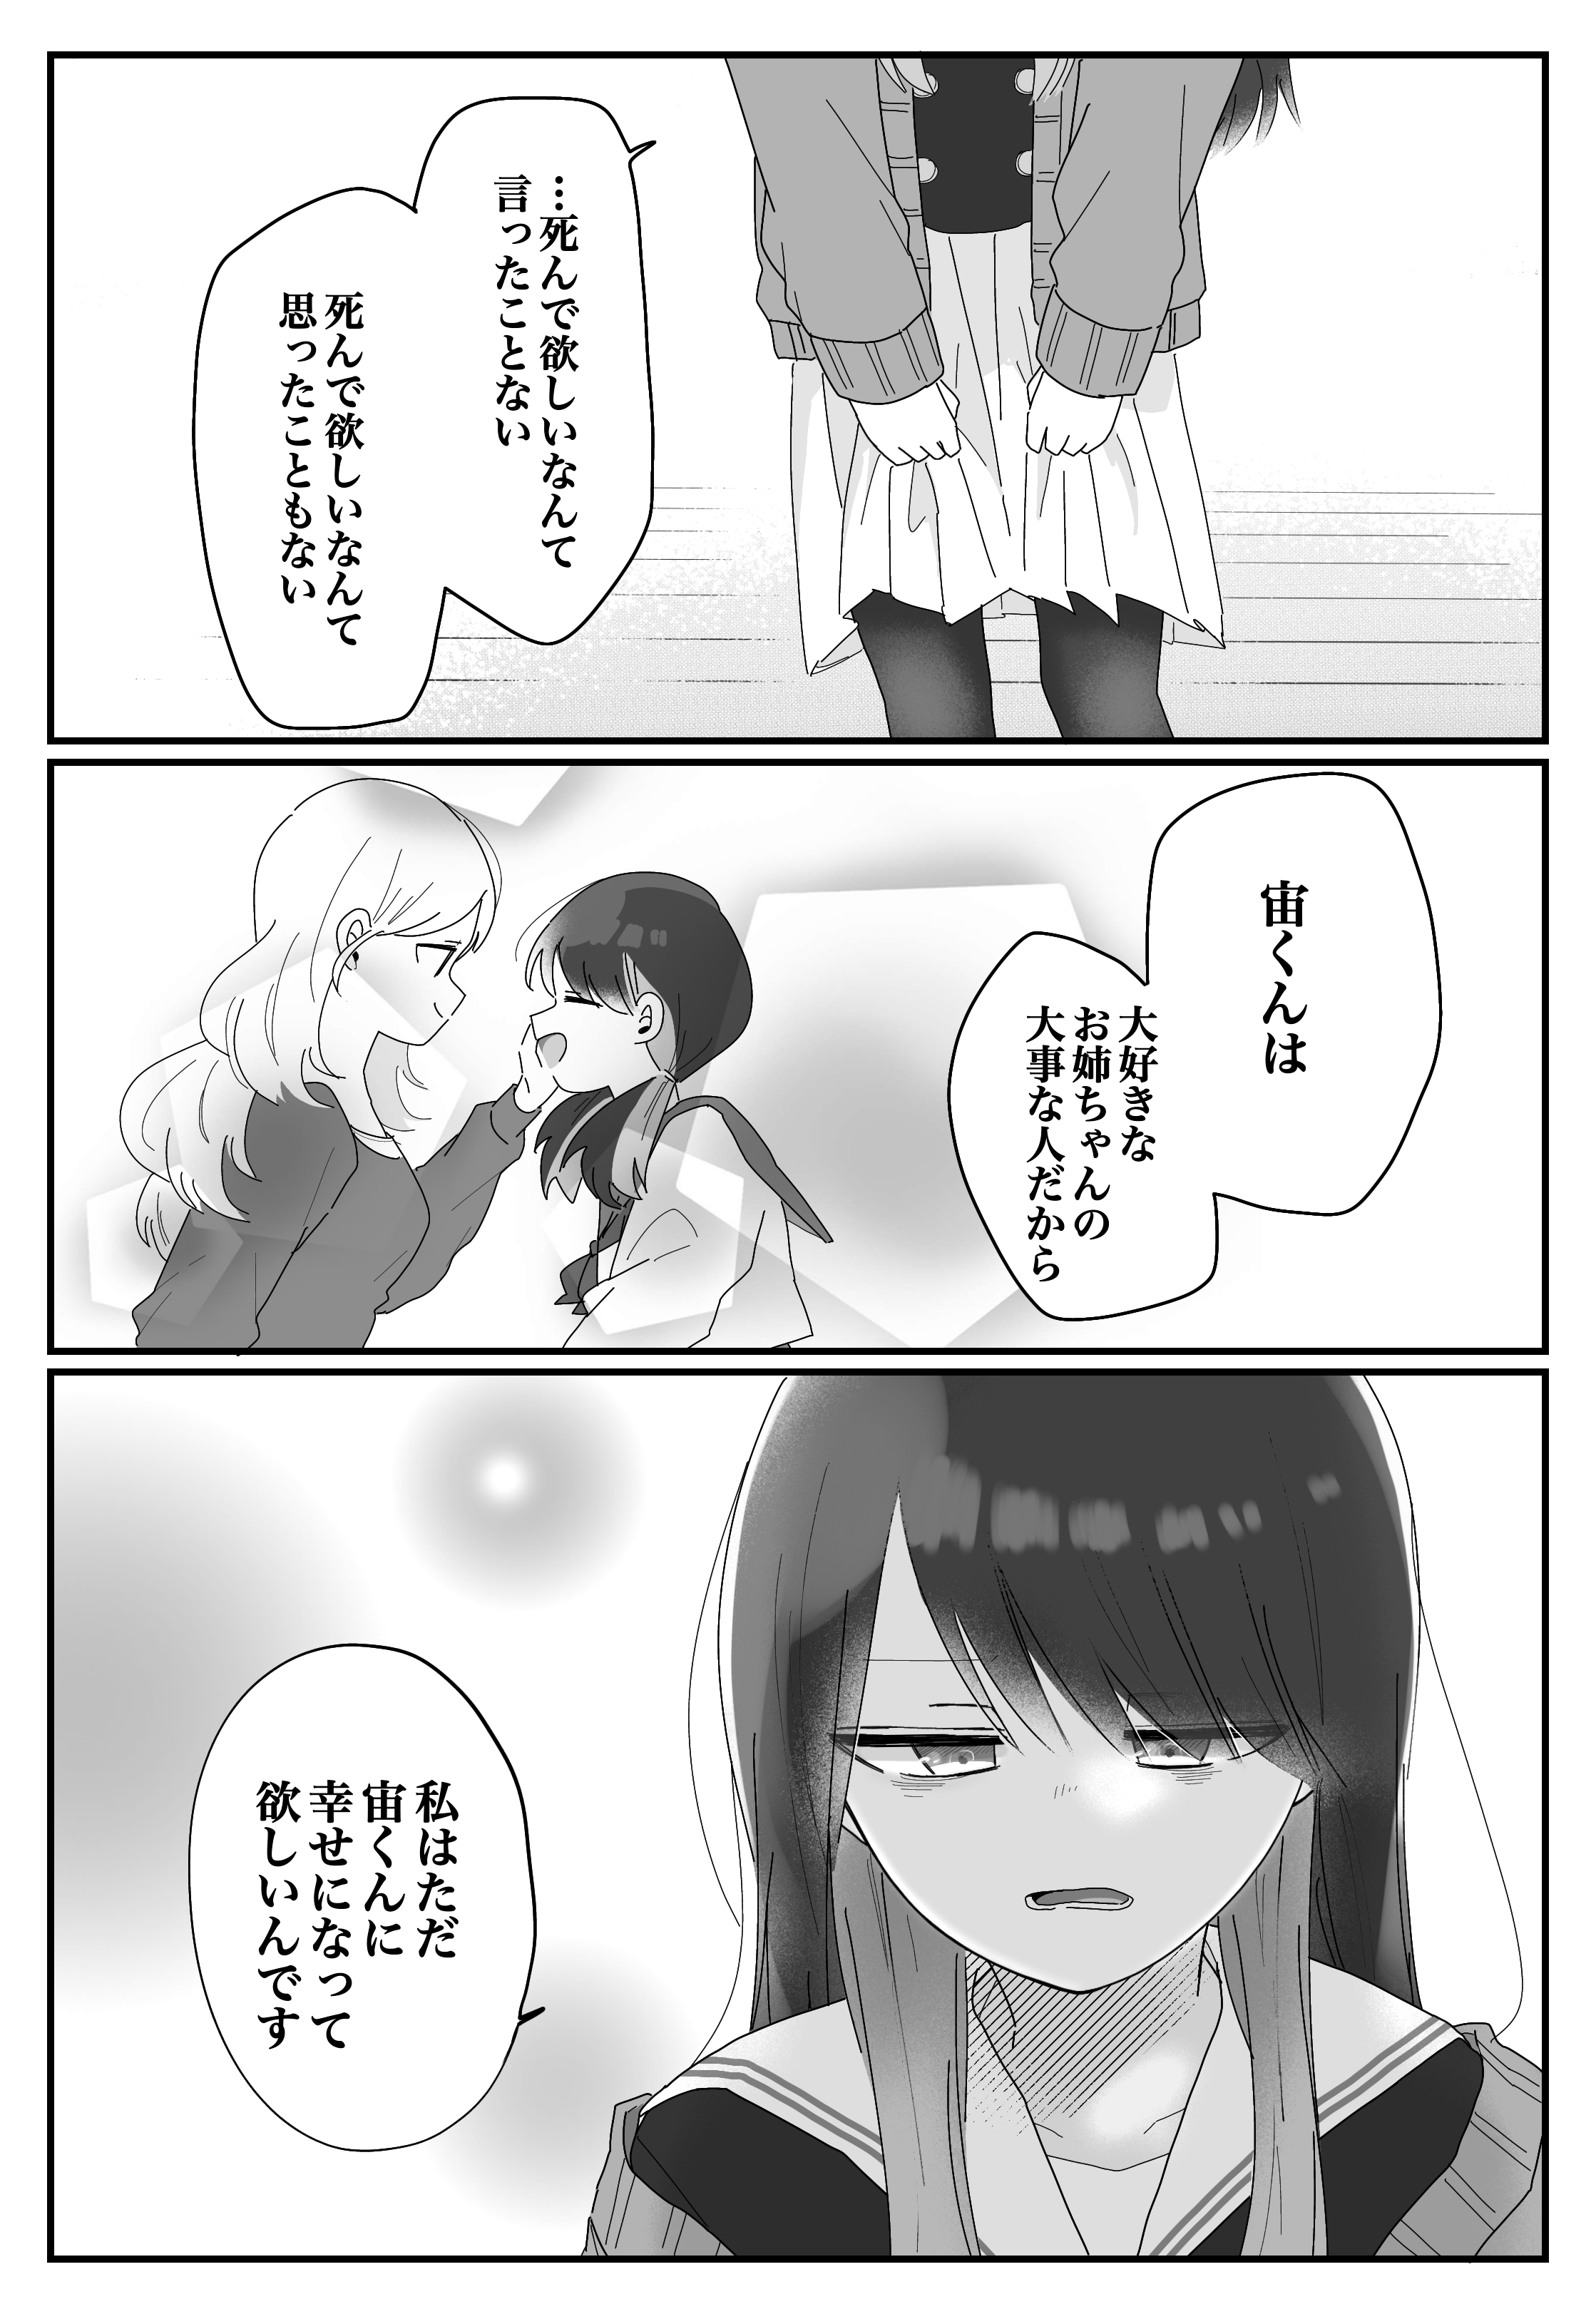 …死んで欲しいなんて
言ったことない
死んで欲しいなんて
思ったこともない
宙くんは
大好きな
お姉ちゃんの
大事な人だから
私はただ
宙くんに
幸せになって
欲しいんです